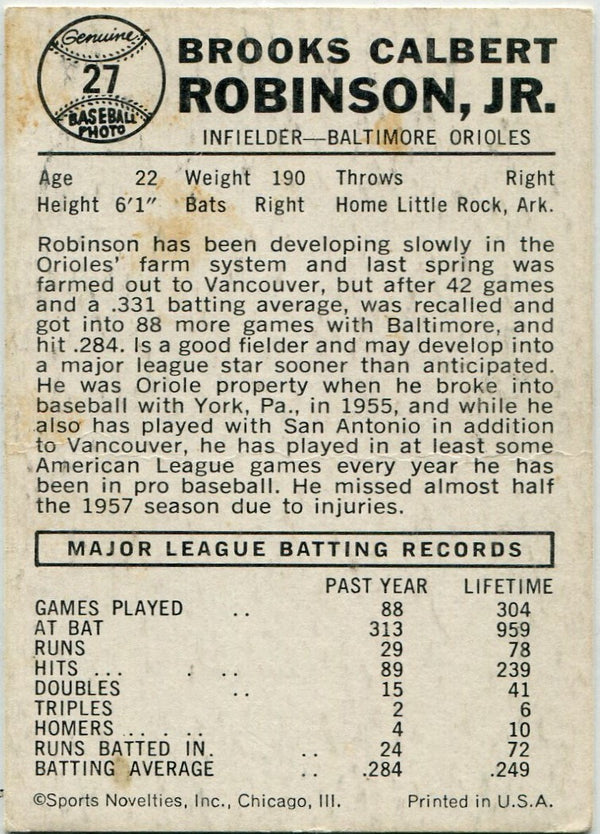 Genuine
27
BASEBALL
PHOTO
BROOKS CALBERT
ROBINSON, JR.
INFIELDER—BALTIMORE ORIOLES
Age 22 Weight 190 Throws Right
Height 6'1" Bats Right Home Little Rock, Ark.
Robinson has been developing slowly in the
Orioles' farm system and last spring was
farmed out to Vancouver, but after 42 games
and a .331 batting average, was recalled and
got into 88 more games with Baltimore, and
hit .284. Is a good fielder and may develop into
a major league star sooner than anticipated.
He was Oriole property when he broke into
baseball with York, Pa., in 1955, and while he
also has played with San Antonio in addition
to Vancouver, he has played in at least some
American League games every year he has
been in pro baseball. He missed almost half
the 1957 season due to injuries.
MAJOR LEAGUE BATTING RECORDS
PAST YEAR LIFETIME
GAMES PLAYED .. 88 304
AT BAT 313 959
RUNS 29 78
HITS ... . .. 89 239
DOUBLES .. 15 41
TRIPLES 2 6
HOMERS .. . .. 4 10
RUNS BATTED IN. .. 24 72
BATTING AVERAGE .. .284 .249
©Sports Novelties, Inc., Chicago, Ill. Printed in U.S.A.